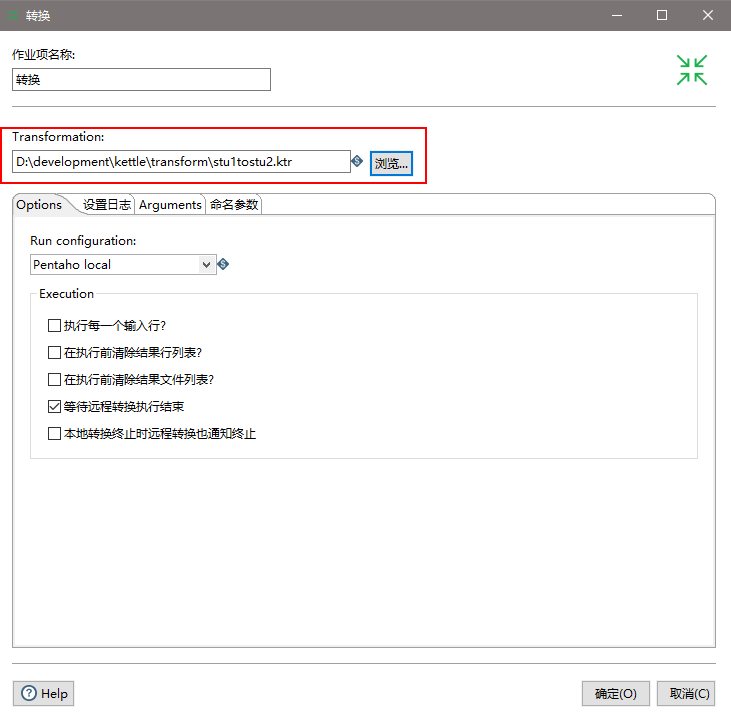 转换
作业项名称:
转换
Transformation:
D:\development\kettle\transform\stu1tostu2.ktr
浏览...
Options 设置日志 Arguments 命名参数
Run configuration:
Pentaho local
Execution
执行每一个输入行?
在执行前清除结果行列表?
在执行前清除结果文件列表?
等待远程转换执行结束
本地转换终止时远程转换也通知终止
Help 确定(O) 取消(C)